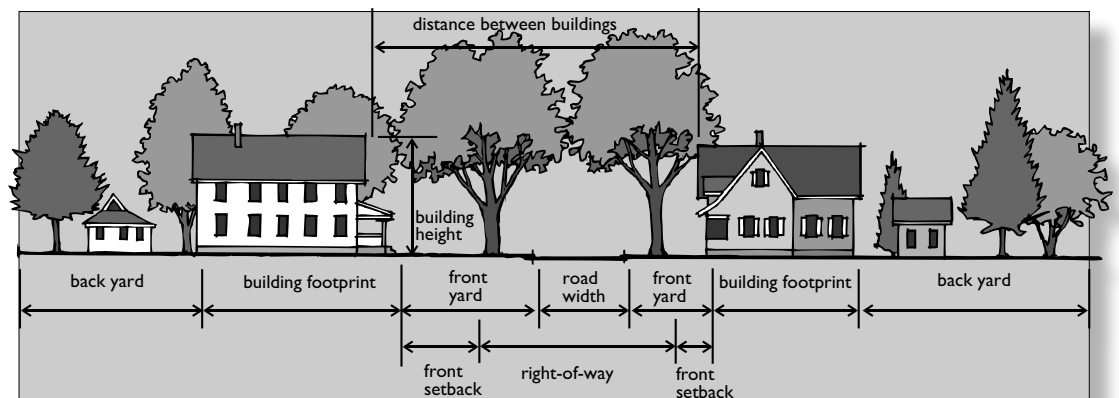 distance between buildings
building
height
back yard
building footprint
front
yard
road
width
front
yard
building footprint
back yard
front
setback
right-of-way
front
setback